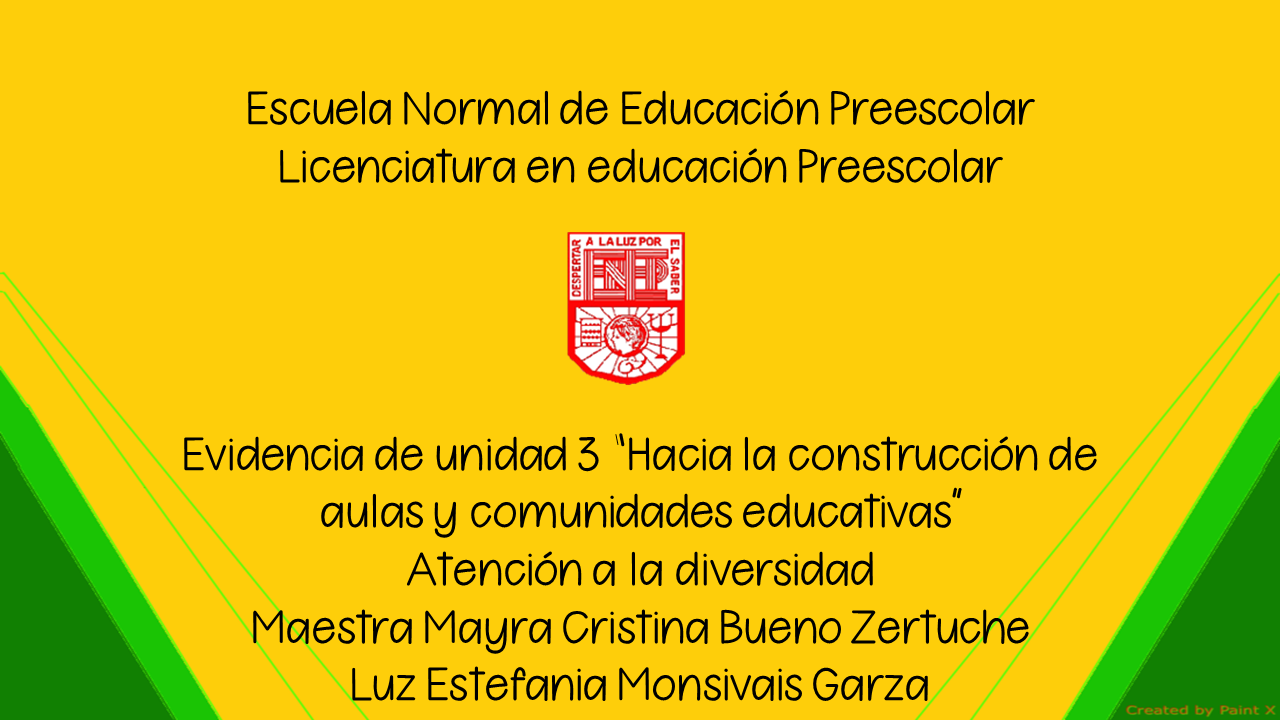 Escuela Normal de Educación Preescolar
Licenciatura en educación Preescolar
DESPERTAR A LA LUZ POR EL SABER
ENEP
Evidencia de unidad 3 "Hacia la construcción de
aulas y comunidades educativas"
Atención a la diversidad
Maestra Mayra Cristina Bueno Zertuche
Luz Estefania Monsivais Garza
Created by Paint X